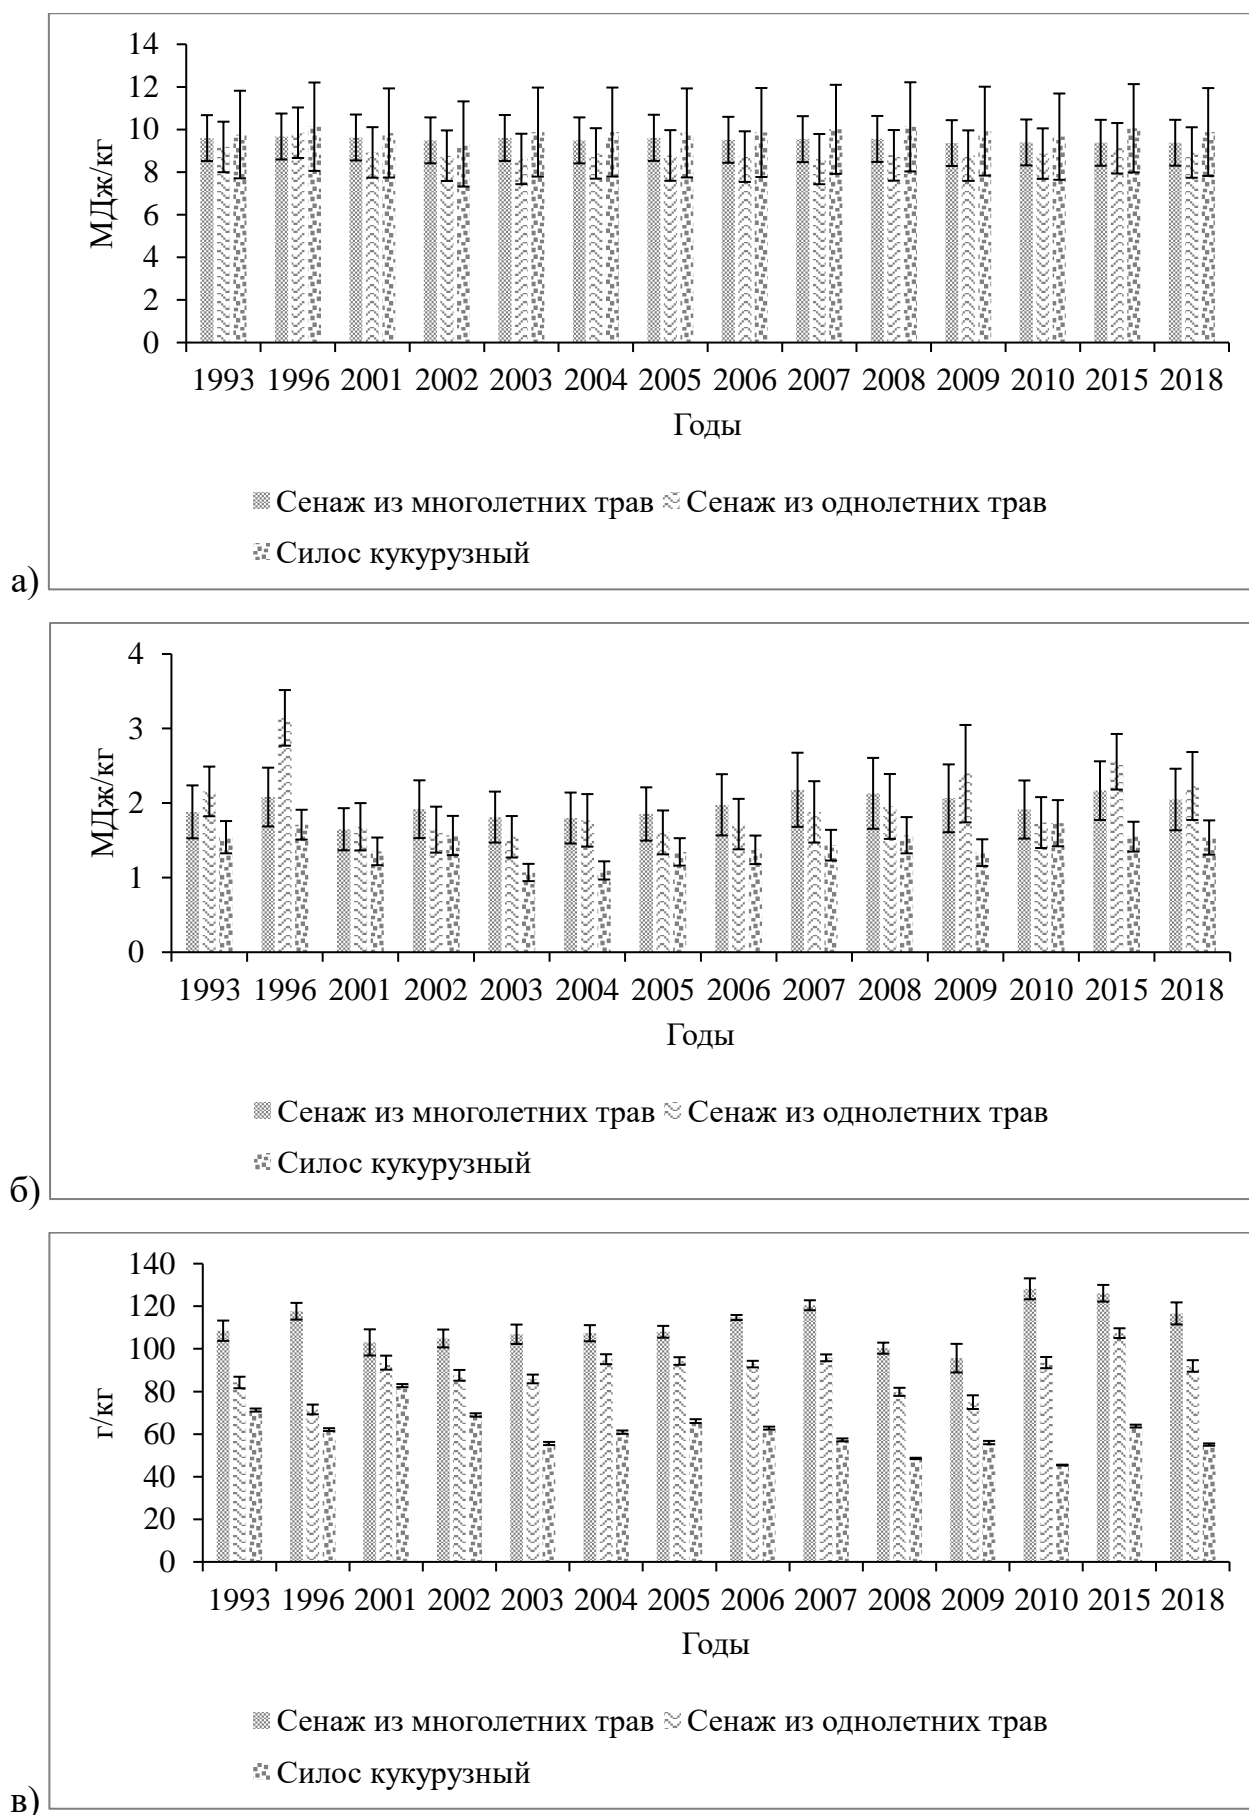 14
12
10
8
6
4
2
0
МДж/кг
1993 1996 2001 2002 2003 2004 2005 2006 2007 2008 2009 2010 2015 2018
Годы
Сенаж из многолетних трав Сенаж из однолетних трав
Силос кукурузный
а)
4
3
2
1
0
МДж/кг
1993 1996 2001 2002 2003 2004 2005 2006 2007 2008 2009 2010 2015 2018
Годы
Сенаж из многолетних трав Сенаж из однолетних трав
Силос кукурузный
б)
140
120
100
80
60
40
20
0
г/кг
1993 1996 2001 2002 2003 2004 2005 2006 2007 2008 2009 2010 2015 2018
Годы
Сенаж из многолетних трав Сенаж из однолетних трав
Силос кукурузный
в)